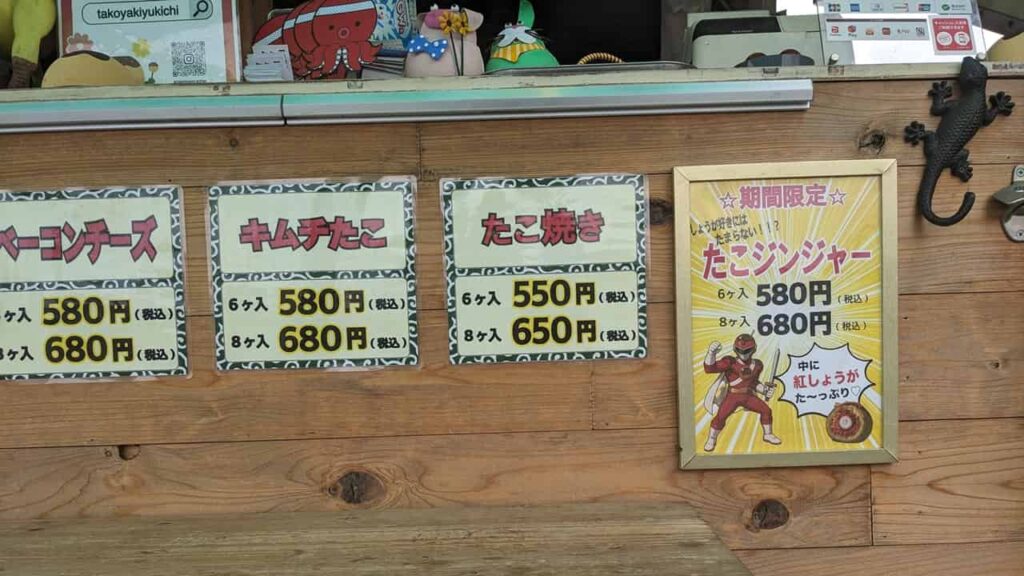 takoyakiyukichi
ベーコンチーズ
6ヶ入 580円(税込)
8ヶ入 680円(税込)
キムチたこ
6ヶ入 580円(税込)
8ヶ入 680円(税込)
たこ焼き
6ヶ入 550円(税込)
8ヶ入 650円(税込)
☆期間限定☆
しょうが好きには
たまらない!!?
たこジンジャー
6ヶ入 580円(税込)
8ヶ入 680円(税込)
中に
紅しょうが
た〜っぷり♡